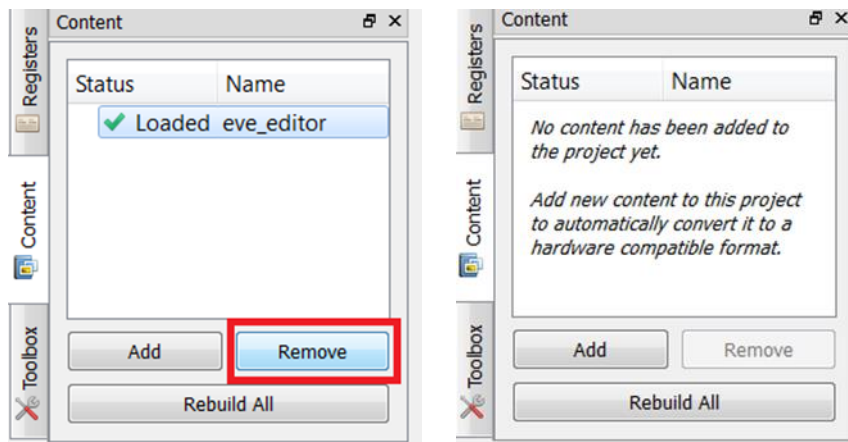 Content
Registers
Content
Toolbox
Status Name
Loaded eve_editor
Add Remove
Rebuild All
Content
Registers
Content
Toolbox
Status Name
No content has been added to
the project yet.
Add new content to this project
to automatically convert it to a
hardware compatible format.
Add Remove
Rebuild All